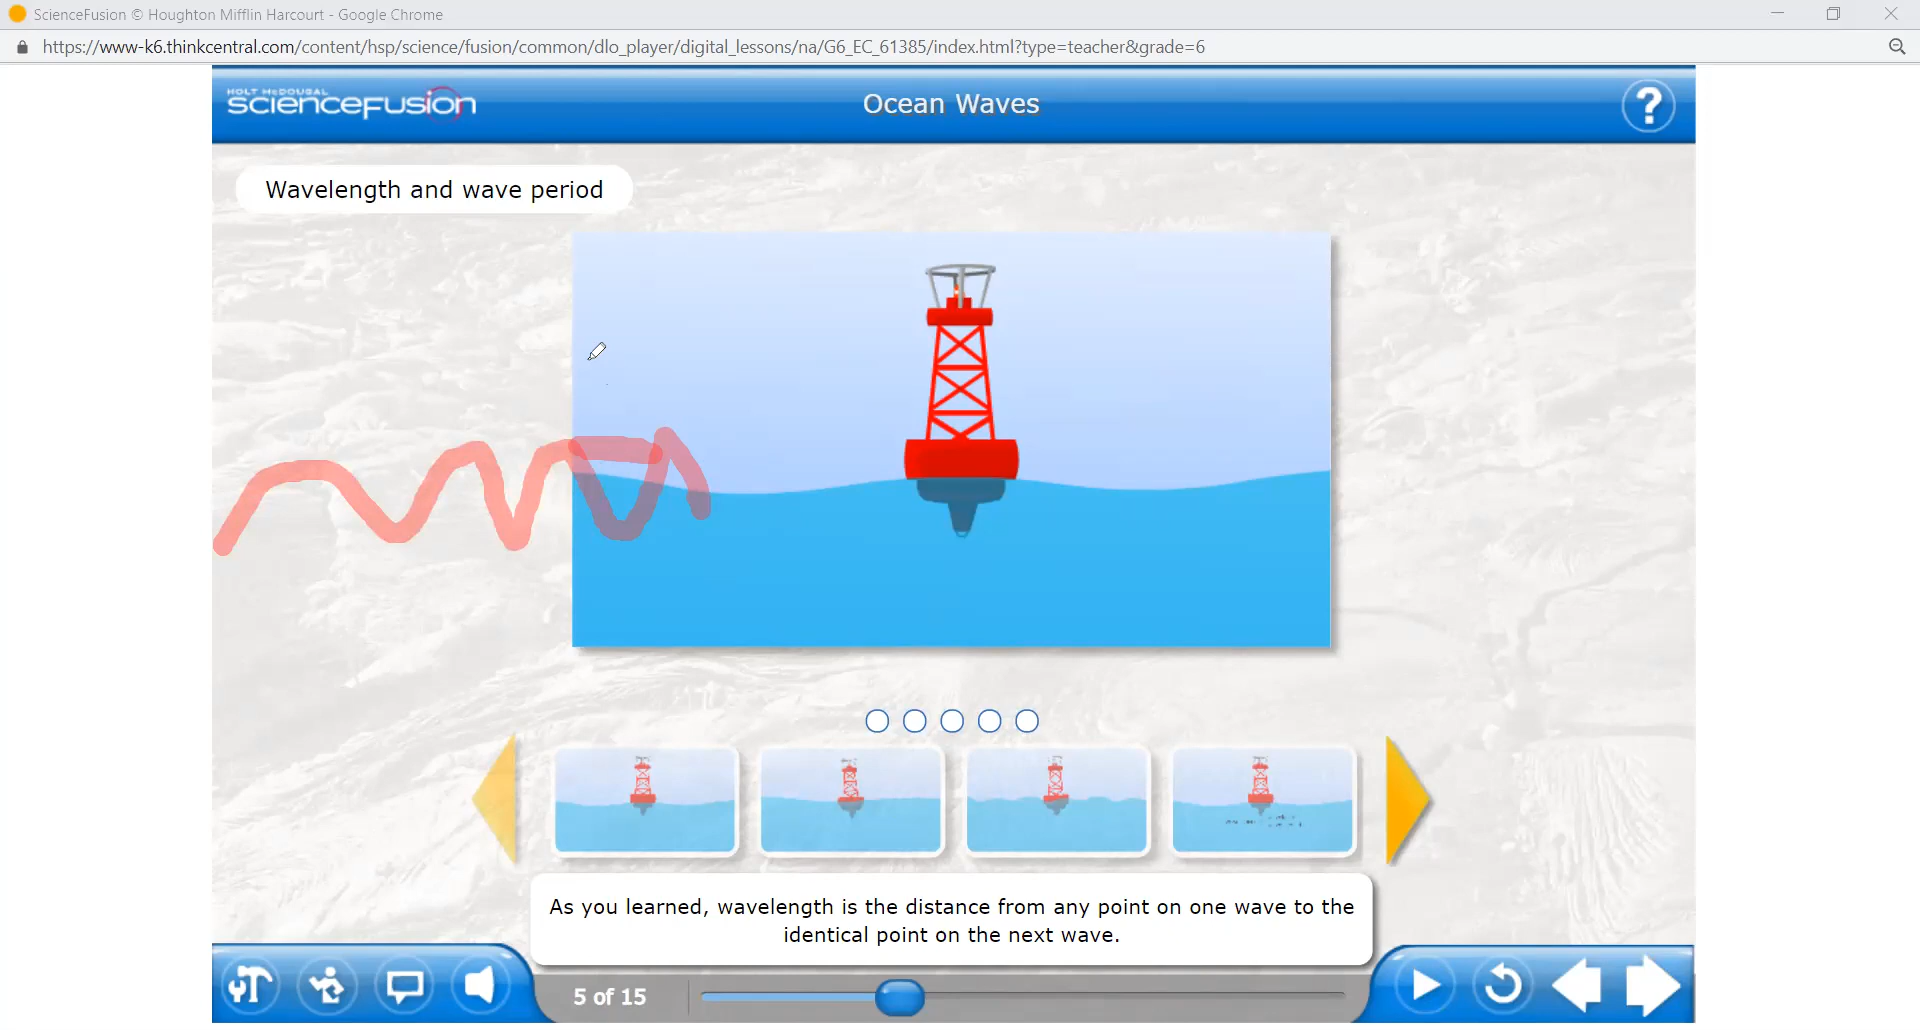 ScienceFusion © Houghton Mifflin Harcourt - Google Chrome
https://www-k6.thinkcentral.com/content/hsp/science/fusion/common/dlo_player/digital_lessons/na/G6_EC_61385/index.html?type=teacher&grade=6
HOLT McDOUGAL
SCIENCEFUSION
Ocean Waves
?
Wavelength and wave period
As you learned, wavelength is the distance from any point on one wave to the
identical point on the next wave.
5 of 15